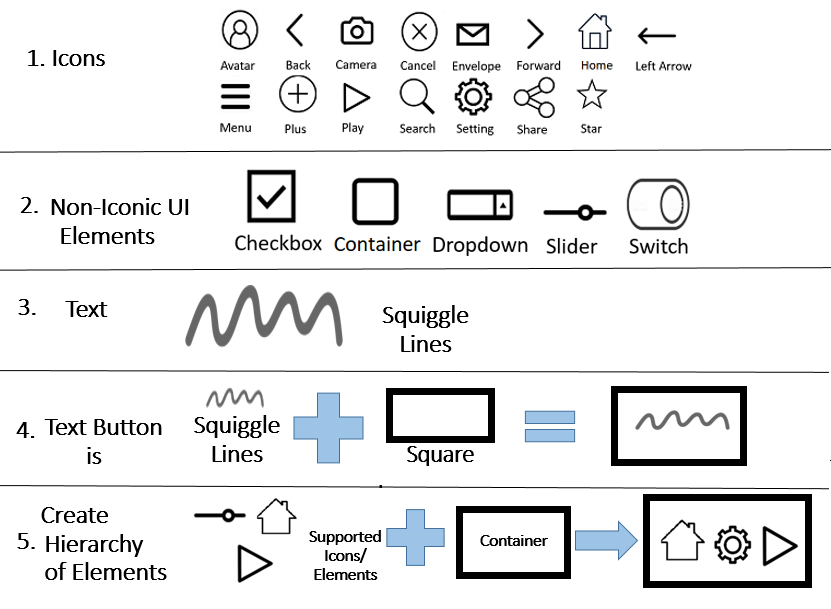 1. Icons
Avatar Back Camera Cancel Envelope Forward Home Left Arrow
Menu Plus Play Search Setting Share Star
2. Non-Iconic UI
Elements
Checkbox Container Dropdown Slider Switch
3. Text
Squiggle
Lines
4. Text Button
is
Squiggle
Lines
Square
5. Create
Hierarchy
of Elements
Supported
Icons/
Elements
Container